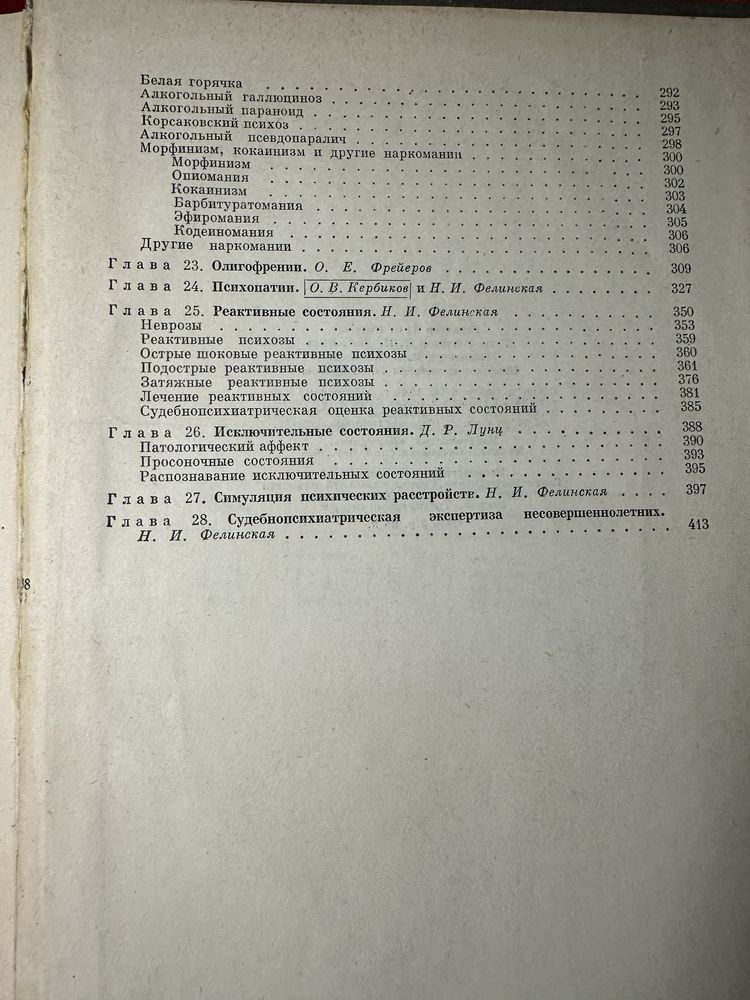 Белая горячка . . . . . . . . . . . . . . . . . . . . 292
Алкогольный галлюциноз . . . . . . . . . . . . . . . . . 293
Алкогольный параноид . . . . . . . . . . . . . . . . . . 295
Корсаковский психоз . . . . . . . . . . . . . . . . . . . 297
Алкогольный псевдопаралич . . . . . . . . . . . . . . . . 298
Морфинизм, кокаинизм и другие наркомании . . . . . . . . . 300
Морфинизм . . . . . . . . . . . . . . . . . . . . . 300
Опиомания . . . . . . . . . . . . . . . . . . . . . 302
Кокаинизм . . . . . . . . . . . . . . . . . . . . . 303
Барбитуратомания . . . . . . . . . . . . . . . . . . 304
Эфиромания . . . . . . . . . . . . . . . . . . . . . 305
Кодеиномания . . . . . . . . . . . . . . . . . . . . 306
Другие наркомании . . . . . . . . . . . . . . . . . . . . 306
Глава 23. Олигофрении. О. Е. Фрейеров . . . . . . . . . . . . 309
Глава 24. Психопатии. О. В. Кербиков и Н. И. Фелинская . . . . . . 327
Глава 25. Реактивные состояния. Н. И. Фелинская . . . . . . . . . 350
Неврозы . . . . . . . . . . . . . . . . . . . . . . . 353
Реактивные психозы . . . . . . . . . . . . . . . . . . . 359
Острые шоковые реактивные психозы . . . . . . . . . . . . 360
Подострые реактивные психозы . . . . . . . . . . . . . . . 361
Затяжные реактивные психозы . . . . . . . . . . . . . . . 376
Лечение реактивных состояний . . . . . . . . . . . . . . . 381
Судебнопсихиатрическая оценка реактивных состояний . . . . . . 385
Глава 26. Исключительные состояния. Д. Р. Лунц . . . . . . . . . 388
Патологический аффект . . . . . . . . . . . . . . . . . . 390
Просоночные состояния . . . . . . . . . . . . . . . . . . 393
Распознавание исключительных состояний . . . . . . . . . . . 395
Глава 27. Симуляция психических расстройств. Н. И. Фелинская . . . . 397
Глава 28. Судебнопсихиатрическая экспертиза несовершеннолетних.
Н. И. Фелинская . . . . . . . . . . . . . . . . . . . . . 413